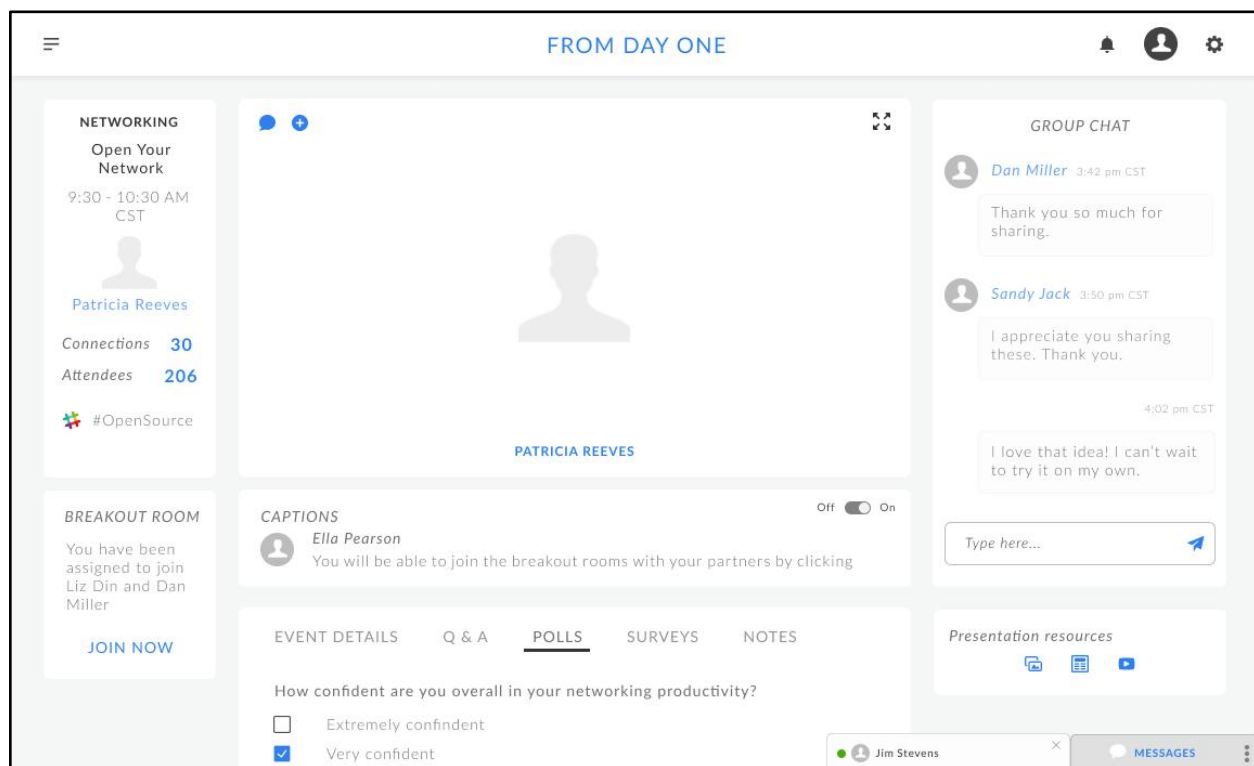 FROM DAY ONE
NETWORKING
Open Your
Network
9:30 - 10:30 AM
CST
Patricia Reeves
Connections 30
Attendees 206
#OpenSource
BREAKOUT ROOM
You have been
assigned to join
Liz Din and Dan
Miller
JOIN NOW
PATRICIA REEVES
CAPTIONS
Off On
Ella Pearson
You will be able to join the breakout rooms with your partners by clicking
EVENT DETAILS Q & A POLLS SURVEYS NOTES
How confident are you overall in your networking productivity?
Extremely confindent
Very confident
GROUP CHAT
Dan Miller 3:42 pm CST
Thank you so much for
sharing.
Sandy Jack 3:50 pm CST
I appreciate you sharing
these. Thank you.
4:02 pm CST
I love that idea! I can't wait
to try it on my own.
Type here...
Presentation resources
Jim Stevens
MESSAGES